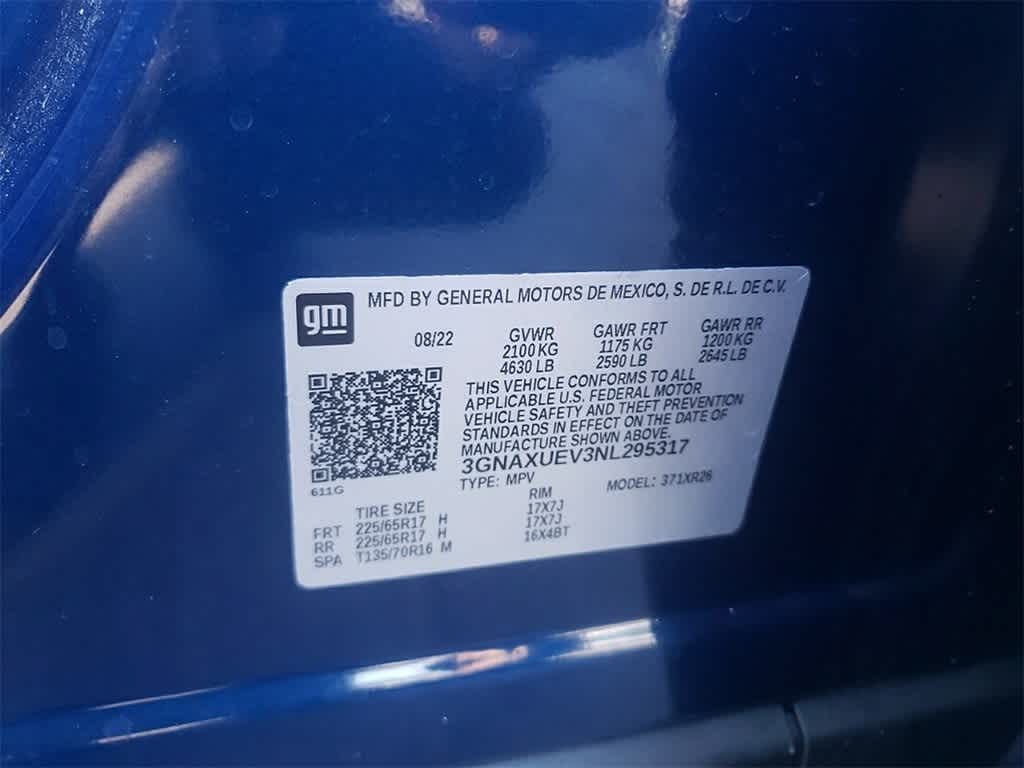 gm
MFD BY GENERAL MOTORS DE MEXICO, S. DE R.L. DE C.V.
08/22 GVWR GAWR FRT GAWR RR
2100 KG 1175 KG 1200 KG
4630 LB 2590 LB 2645 LB
THIS VEHICLE CONFORMS TO ALL
APPLICABLE U.S. FEDERAL MOTOR
VEHICLE SAFETY AND THEFT PREVENTION
STANDARDS IN EFFECT ON THE DATE OF
MANUFACTURE SHOWN ABOVE.
3GNAXUEV3NL295317
611G
TYPE: MPV MODEL: 371XR26
TIRE SIZE RIM
FRT 225/65R17 H 17X7J
RR 225/65R17 H 17X7J
SPA T135/70R16 M 16X4BT